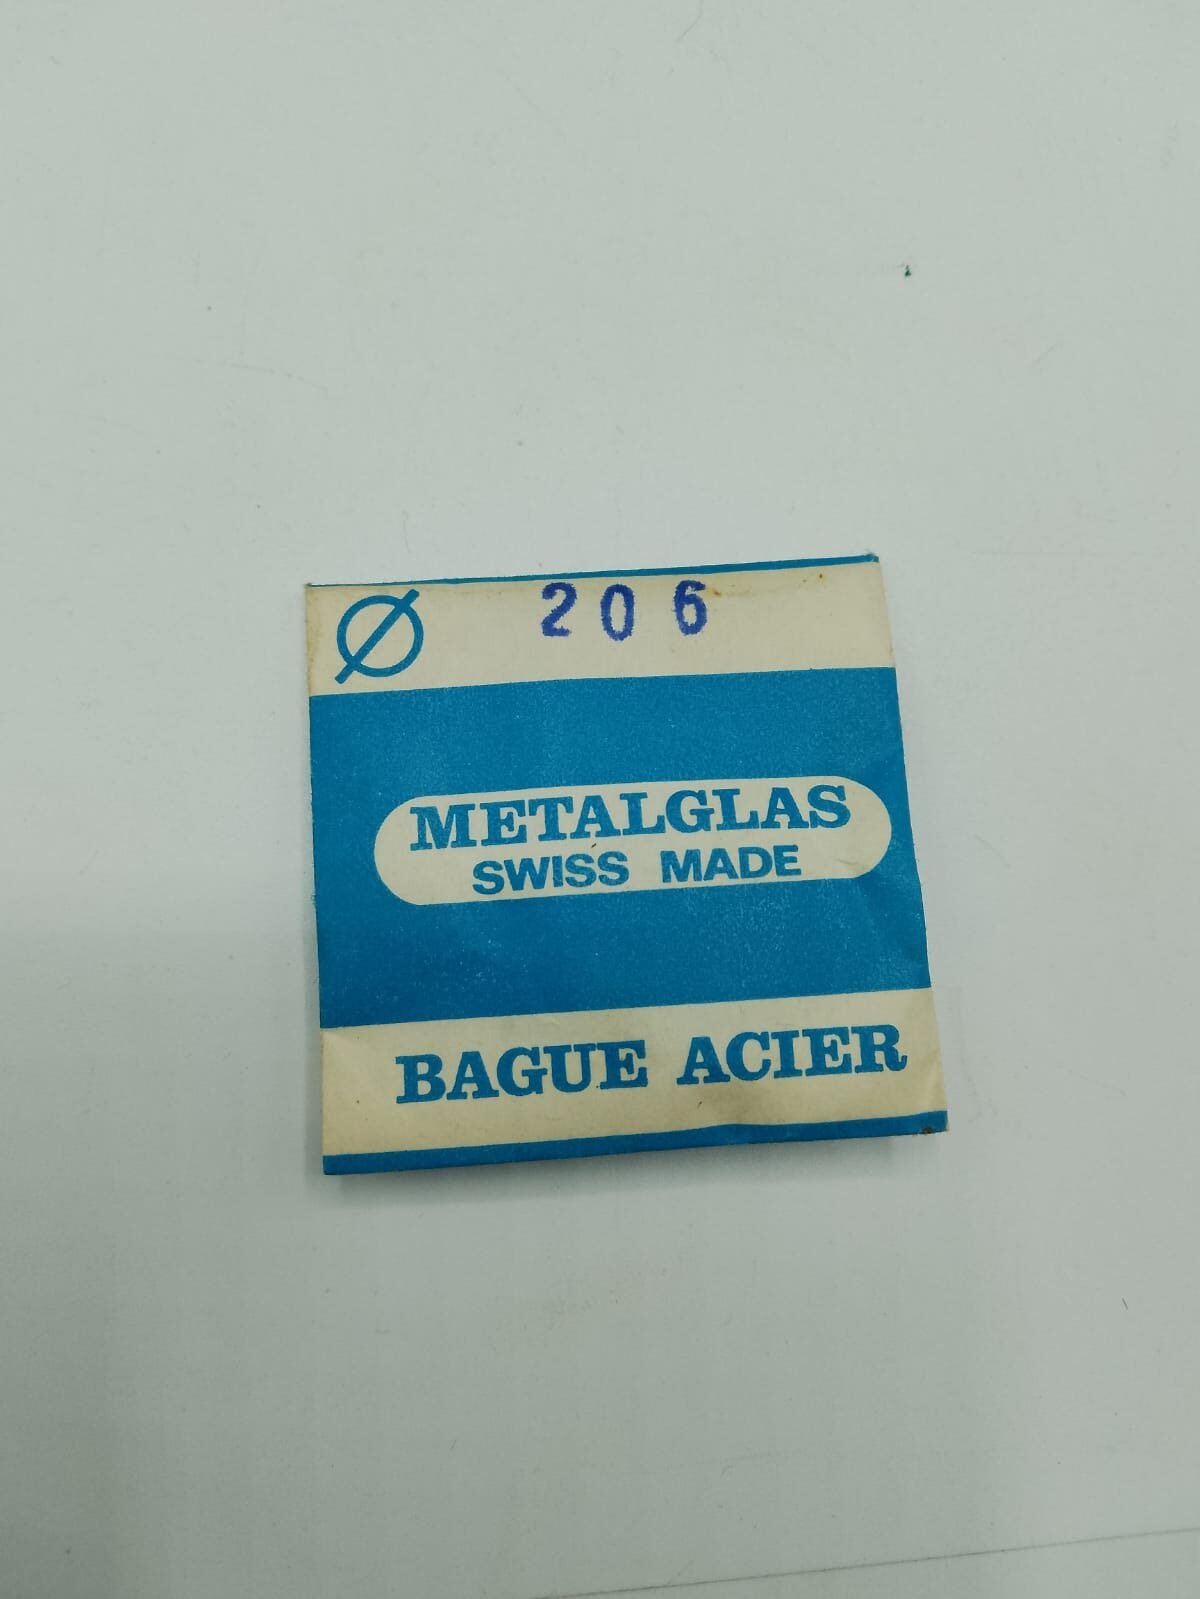 Ø 206
METALGLAS
SWISS MADE
BAGUE ACIER